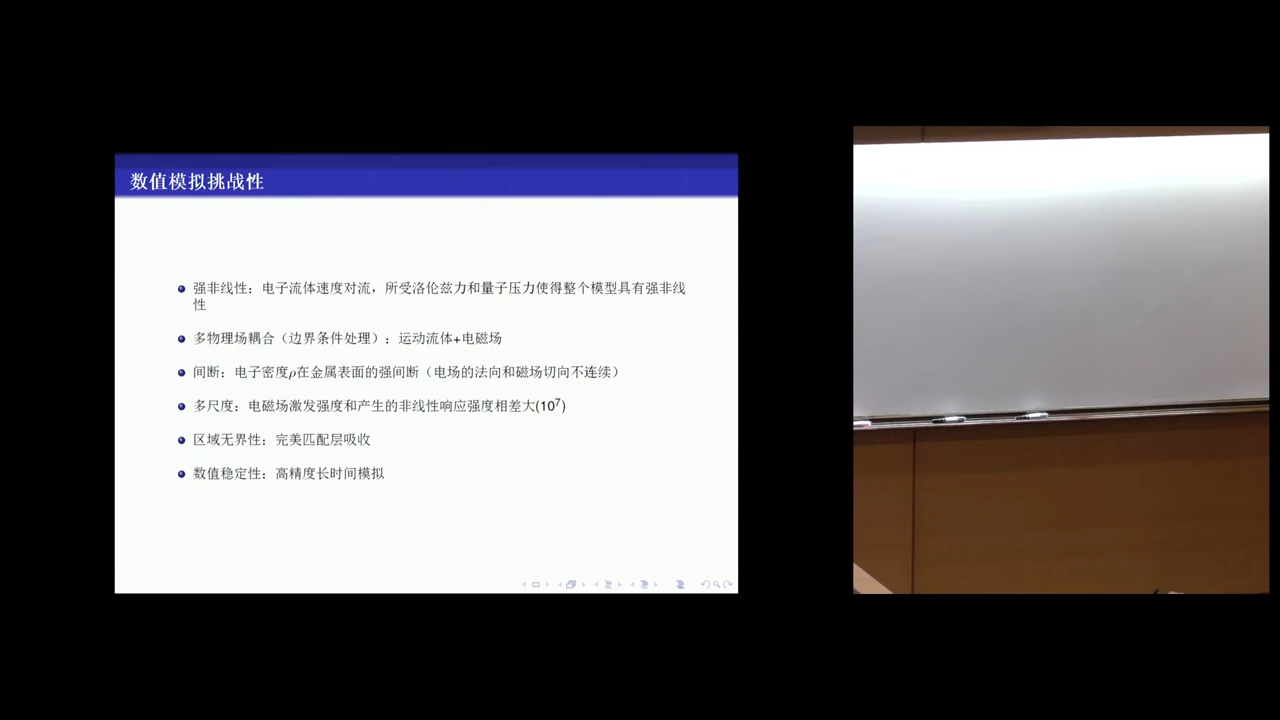 数值模拟挑战性
强非线性：电子流体速度对流，所受洛伦兹力和量子压力使得整个模型具有强非线
性
多物理场耦合（边界条件处理）：运动流体+电磁场
间断：电子密度ρ在金属表面的强间断（电场的法向和磁场切向不连续）
多尺度：电磁场激发强度和产生的非线性响应强度相差大(10⁷)
区域无界性：完美匹配层吸收
数值稳定性：高精度长时间模拟